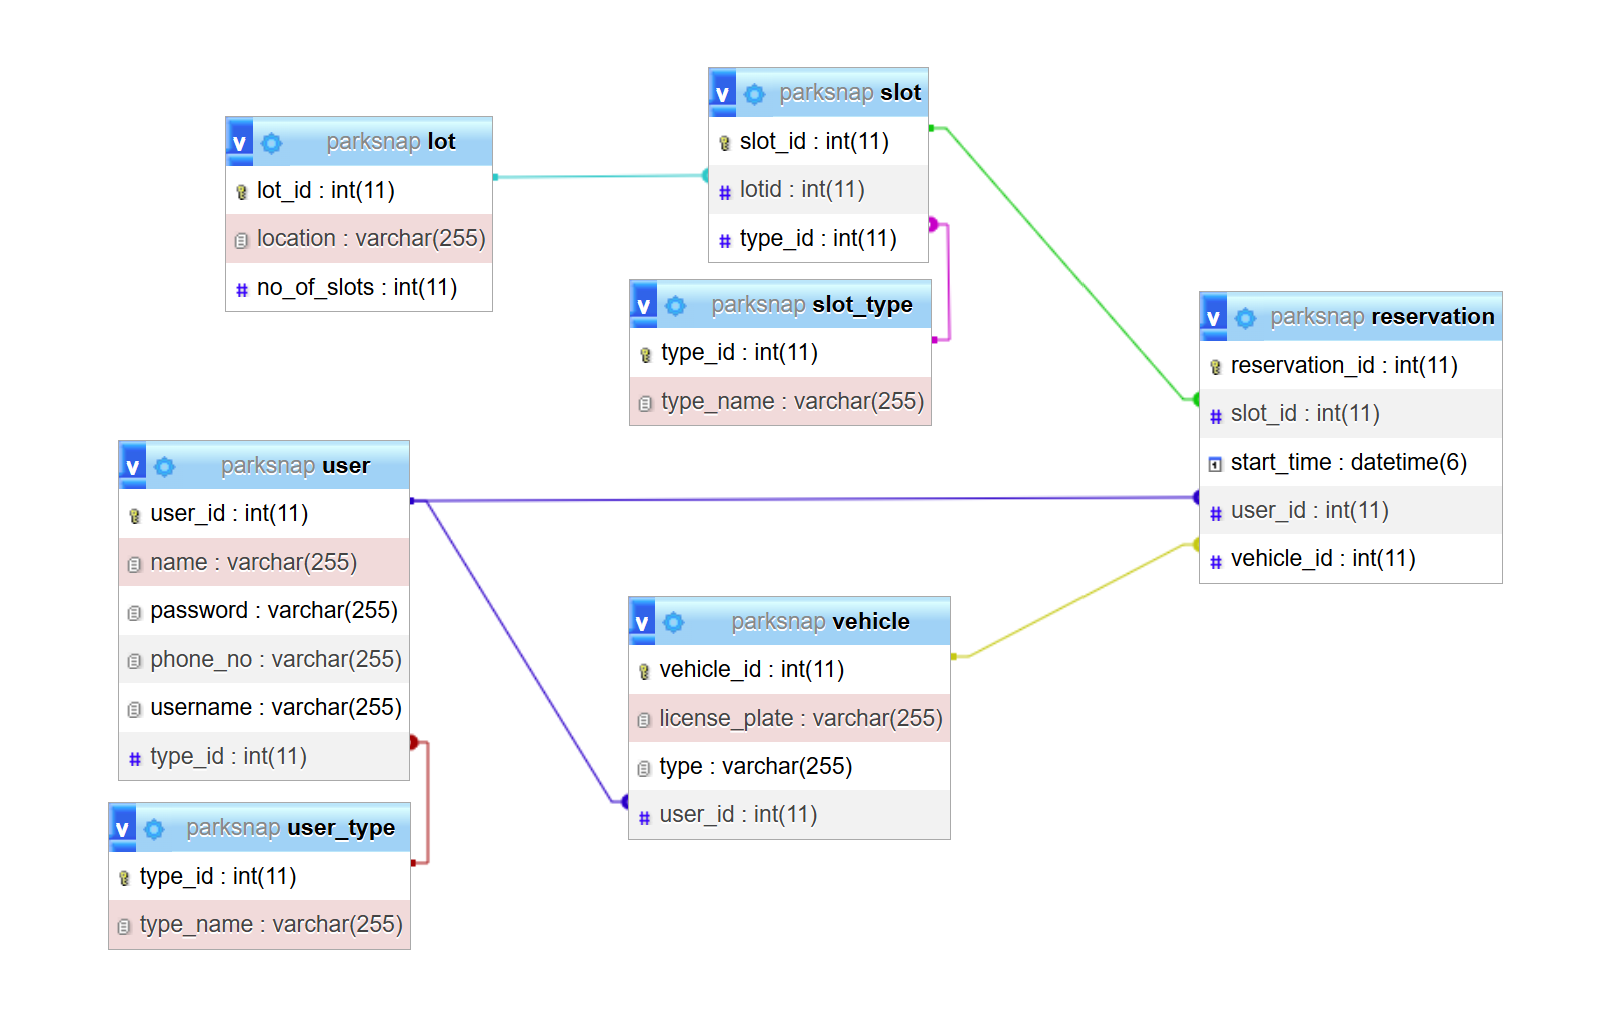 v parksnap lot
lot_id : int(11)
location : varchar(255)
# no_of_slots : int(11)
v parksnap slot
slot_id : int(11)
# lotid : int(11)
# type_id : int(11)
v parksnap slot_type
type_id : int(11)
type_name : varchar(255)
v parksnap reservation
reservation_id : int(11)
# slot_id : int(11)
start_time : datetime(6)
# user_id : int(11)
# vehicle_id : int(11)
v parksnap user
user_id : int(11)
name : varchar(255)
password : varchar(255)
phone_no : varchar(255)
username : varchar(255)
# type_id : int(11)
v parksnap user_type
type_id : int(11)
type_name : varchar(255)
v parksnap vehicle
vehicle_id : int(11)
license_plate : varchar(255)
type : varchar(255)
# user_id : int(11)